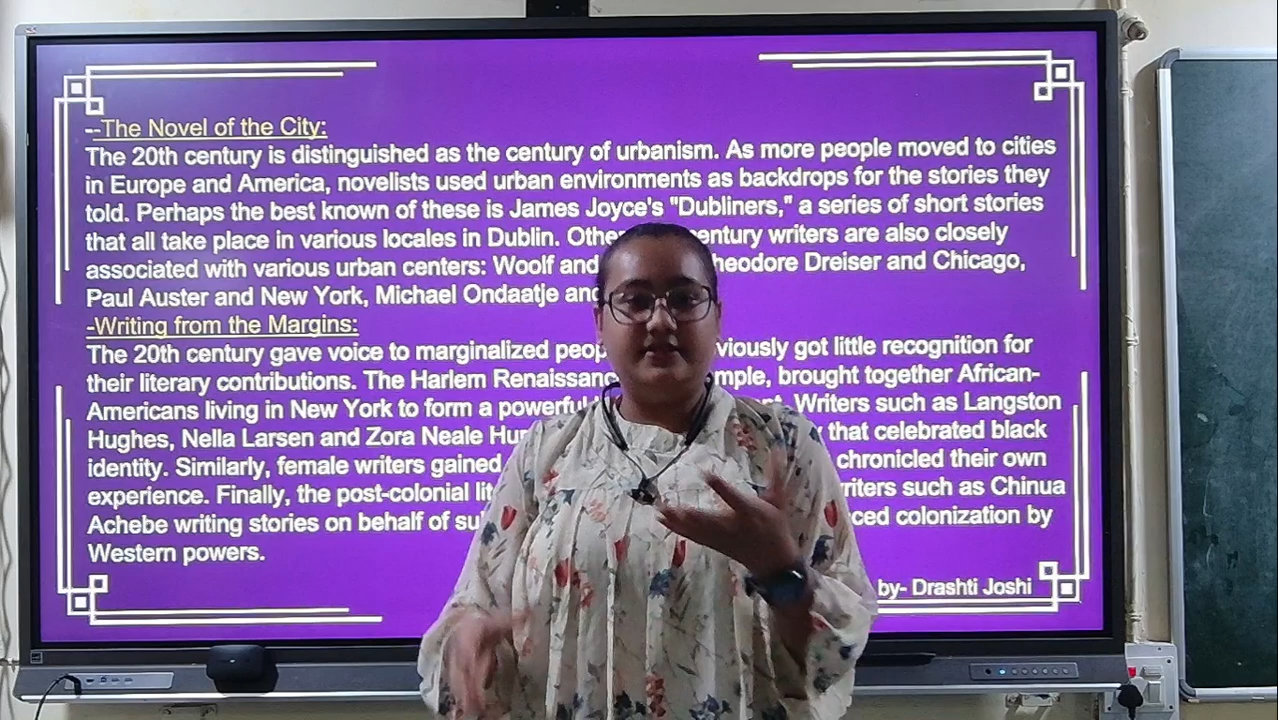 --The Novel of the City:
The 20th century is distinguished as the century of urbanism. As more people moved to cities
in Europe and America, novelists used urban environments as backdrops for the stories they
told. Perhaps the best known of these is James Joyce's "Dubliners," a series of short stories
that all take place in various locales in Dublin. Othe century writers are also closely
associated with various urban centers: Woolf and heodore Dreiser and Chicago,
Paul Auster and New York, Michael Ondaatje and
-Writing from the Margins:
The 20th century gave voice to marginalized peop viously got little recognition for
their literary contributions. The Harlem Renaissanc mple, brought together African-
Americans living in New York to form a powerful Writers such as Langston
Hughes, Nella Larsen and Zora Neale Hur that celebrated black
identity. Similarly, female writers gained chronicled their own
experience. Finally, the post-colonial lit riters such as Chinua
Achebe writing stories on behalf of su ced colonization by
Western powers.
by- Drashti Joshi